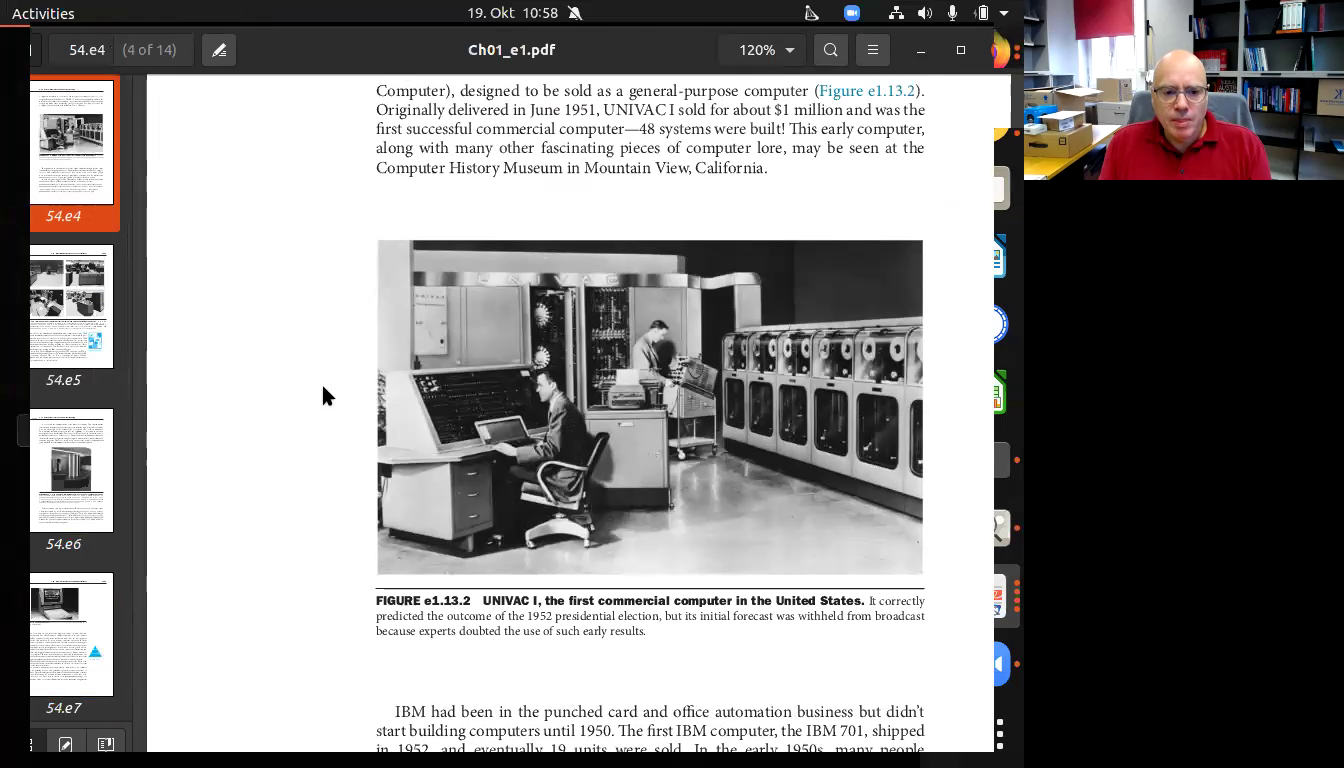 Activities
19. Okt 10:58
54.e4 (4 of 14)
Ch01_e1.pdf
120%
Computer), designed to be sold as a general-purpose computer (Figure e1.13.2).
Originally delivered in June 1951, UNIVAC I sold for about $1 million and was the
first successful commercial computer—48 systems were built! This early computer,
along with many other fascinating pieces of computer lore, may be seen at the
Computer History Museum in Mountain View, California.
54.e4
54.e5
54.e6
54.e7
FIGURE e1.13.2 UNIVAC I, the first commercial computer in the United States. It correctly
predicted the outcome of the 1952 presidential election, but its initial forecast was withheld from broadcast
because experts doubted the use of such early results.
IBM had been in the punched card and office automation business but didn't
start building computers until 1950. The first IBM computer, the IBM 701, shipped
in 1952, and eventually 19 units were sold. In the early 1950s, many people